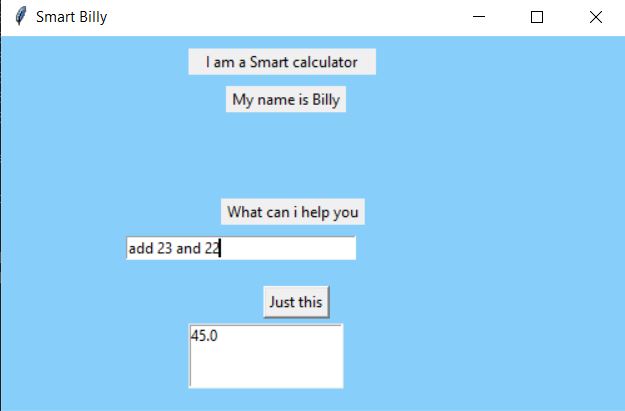 Smart Billy
I am a Smart calculator
My name is Billy
What can i help you
add 23 and 22
Just this
45.0